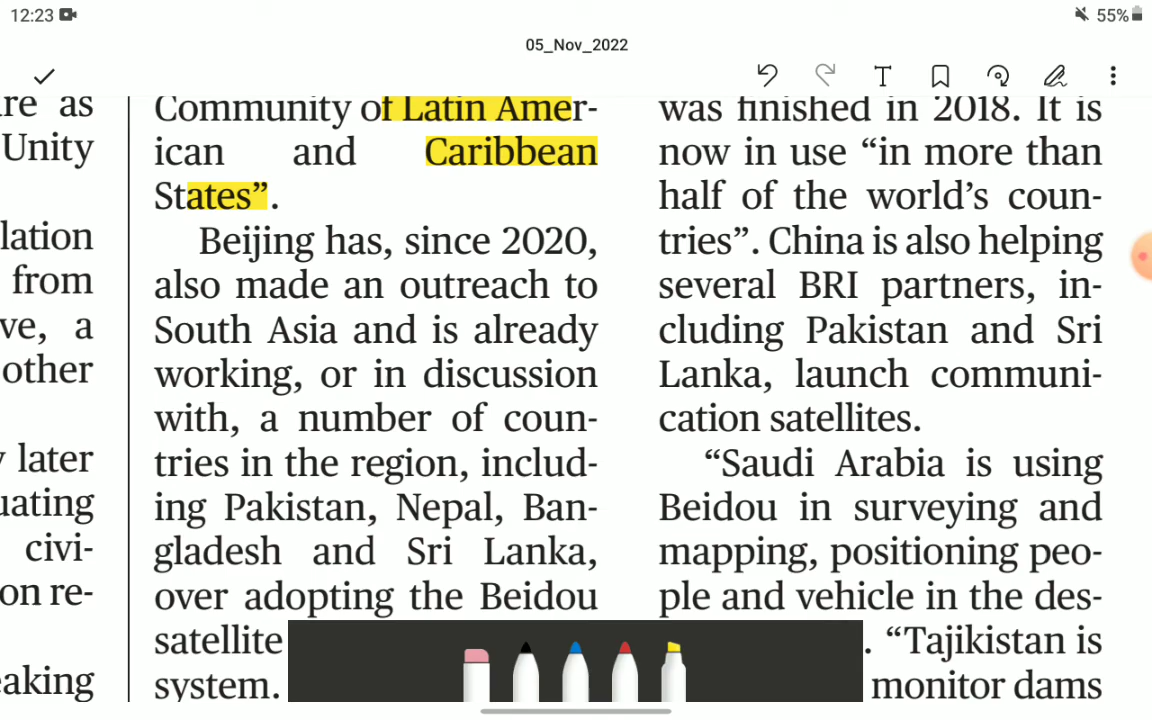 12:23
55%
05_Nov_2022
T
re as
Unity
lation
from
ve, a
other
later
uating
civi-
on re-
eaking
Community of Latin Amer-
ican and Caribbean
States”.
Beijing has, since 2020,
also made an outreach to
South Asia and is already
working, or in discussion
with, a number of coun-
tries in the region, includ-
ing Pakistan, Nepal, Ban-
gladesh and Sri Lanka,
over adopting the Beidou
satellite
system.
was finished in 2018. It is
now in use “in more than
half of the world’s coun-
tries”. China is also helping
several BRI partners, in-
cluding Pakistan and Sri
Lanka, launch communi-
cation satellites.
“Saudi Arabia is using
Beidou in surveying and
mapping, positioning peo-
ple and vehicle in the des-
. “Tajikistan is
monitor dams